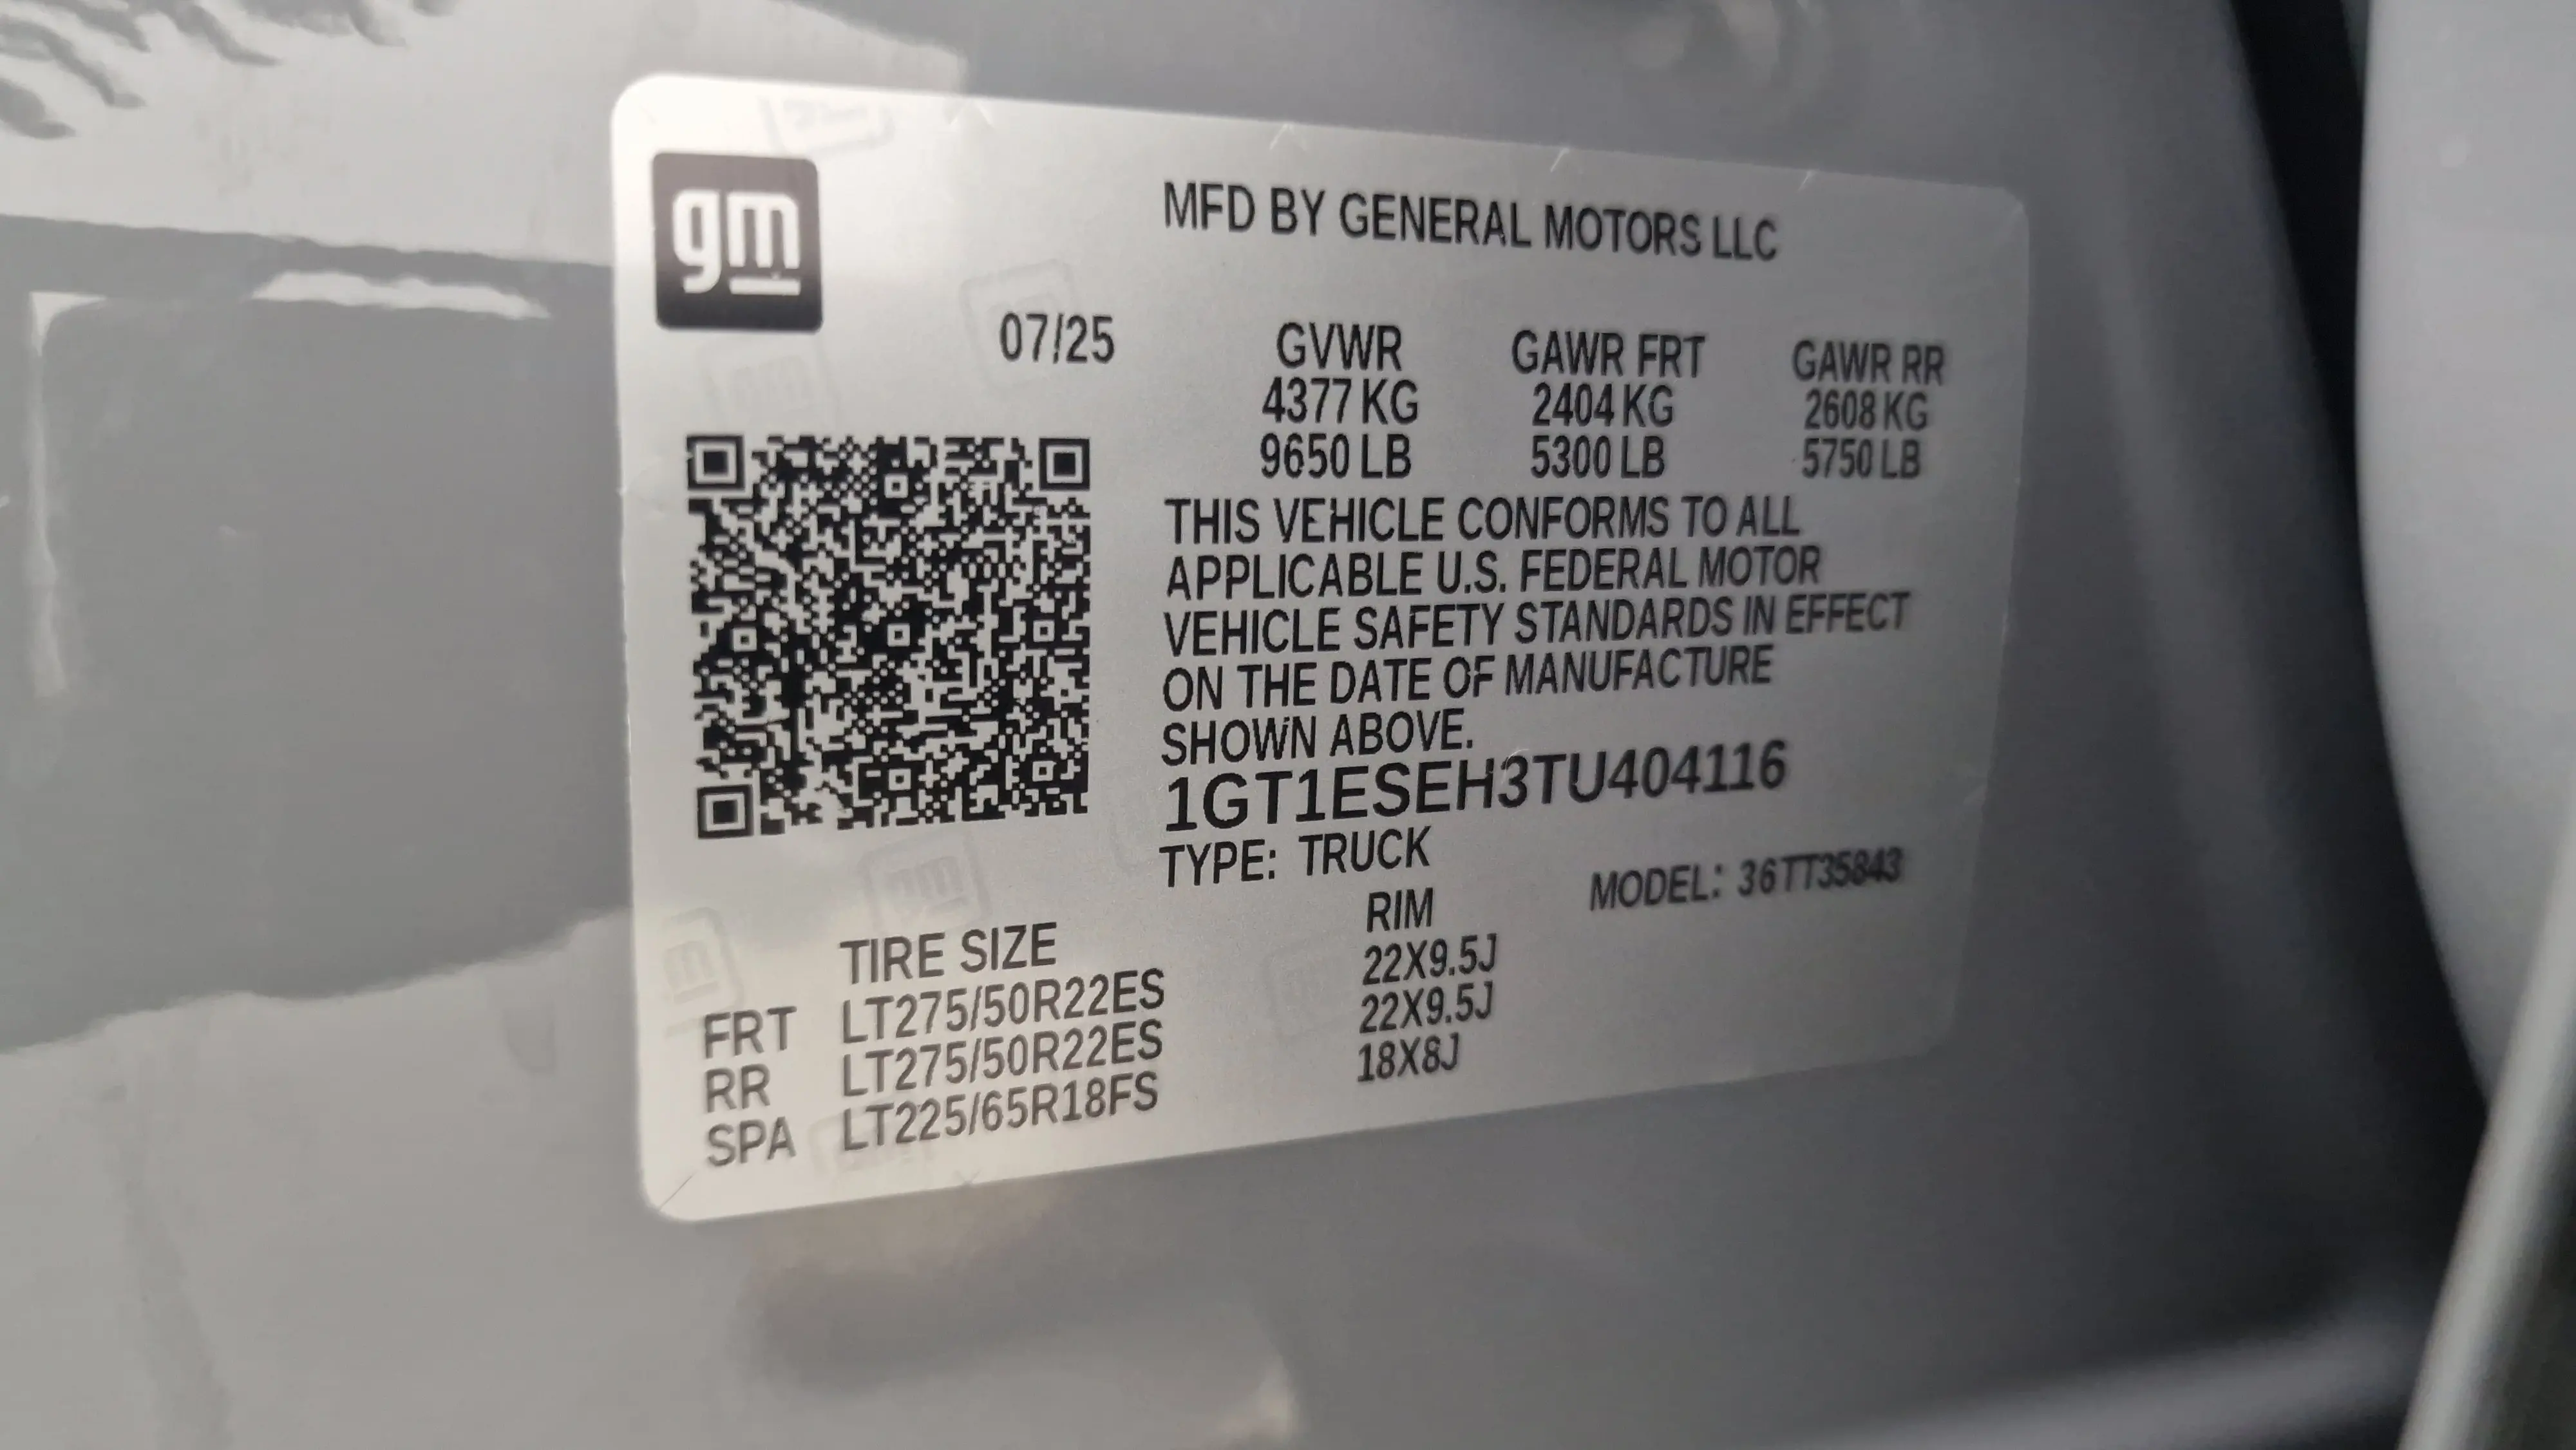 gm
MFD BY GENERAL MOTORS LLC
07/25
GVWR GAWR FRT GAWR RR
4377 KG 2404 KG 2608 KG
9650 LB 5300 LB 5750 LB
THIS VEHICLE CONFORMS TO ALL
APPLICABLE U.S. FEDERAL MOTOR
VEHICLE SAFETY STANDARDS IN EFFECT
ON THE DATE OF MANUFACTURE
SHOWN ABOVE.
1GT1ESEH3TU404116
TYPE: TRUCK
MODEL: 36TT35843
TIRE SIZE RIM
FRT LT275/50R22ES 22X9.5J
RR LT275/50R22ES 22X9.5J
SPA LT225/65R18FS 18X8J